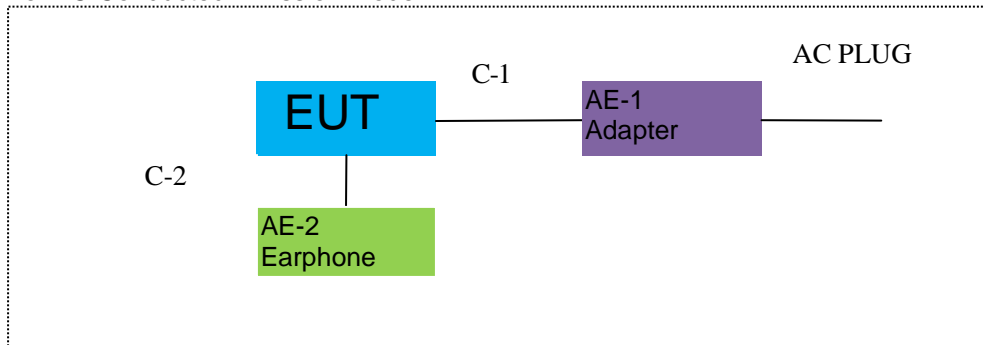 AC PLUG
C-1
EUT
AE-1
Adapter
C-2
AE-2
Earphone